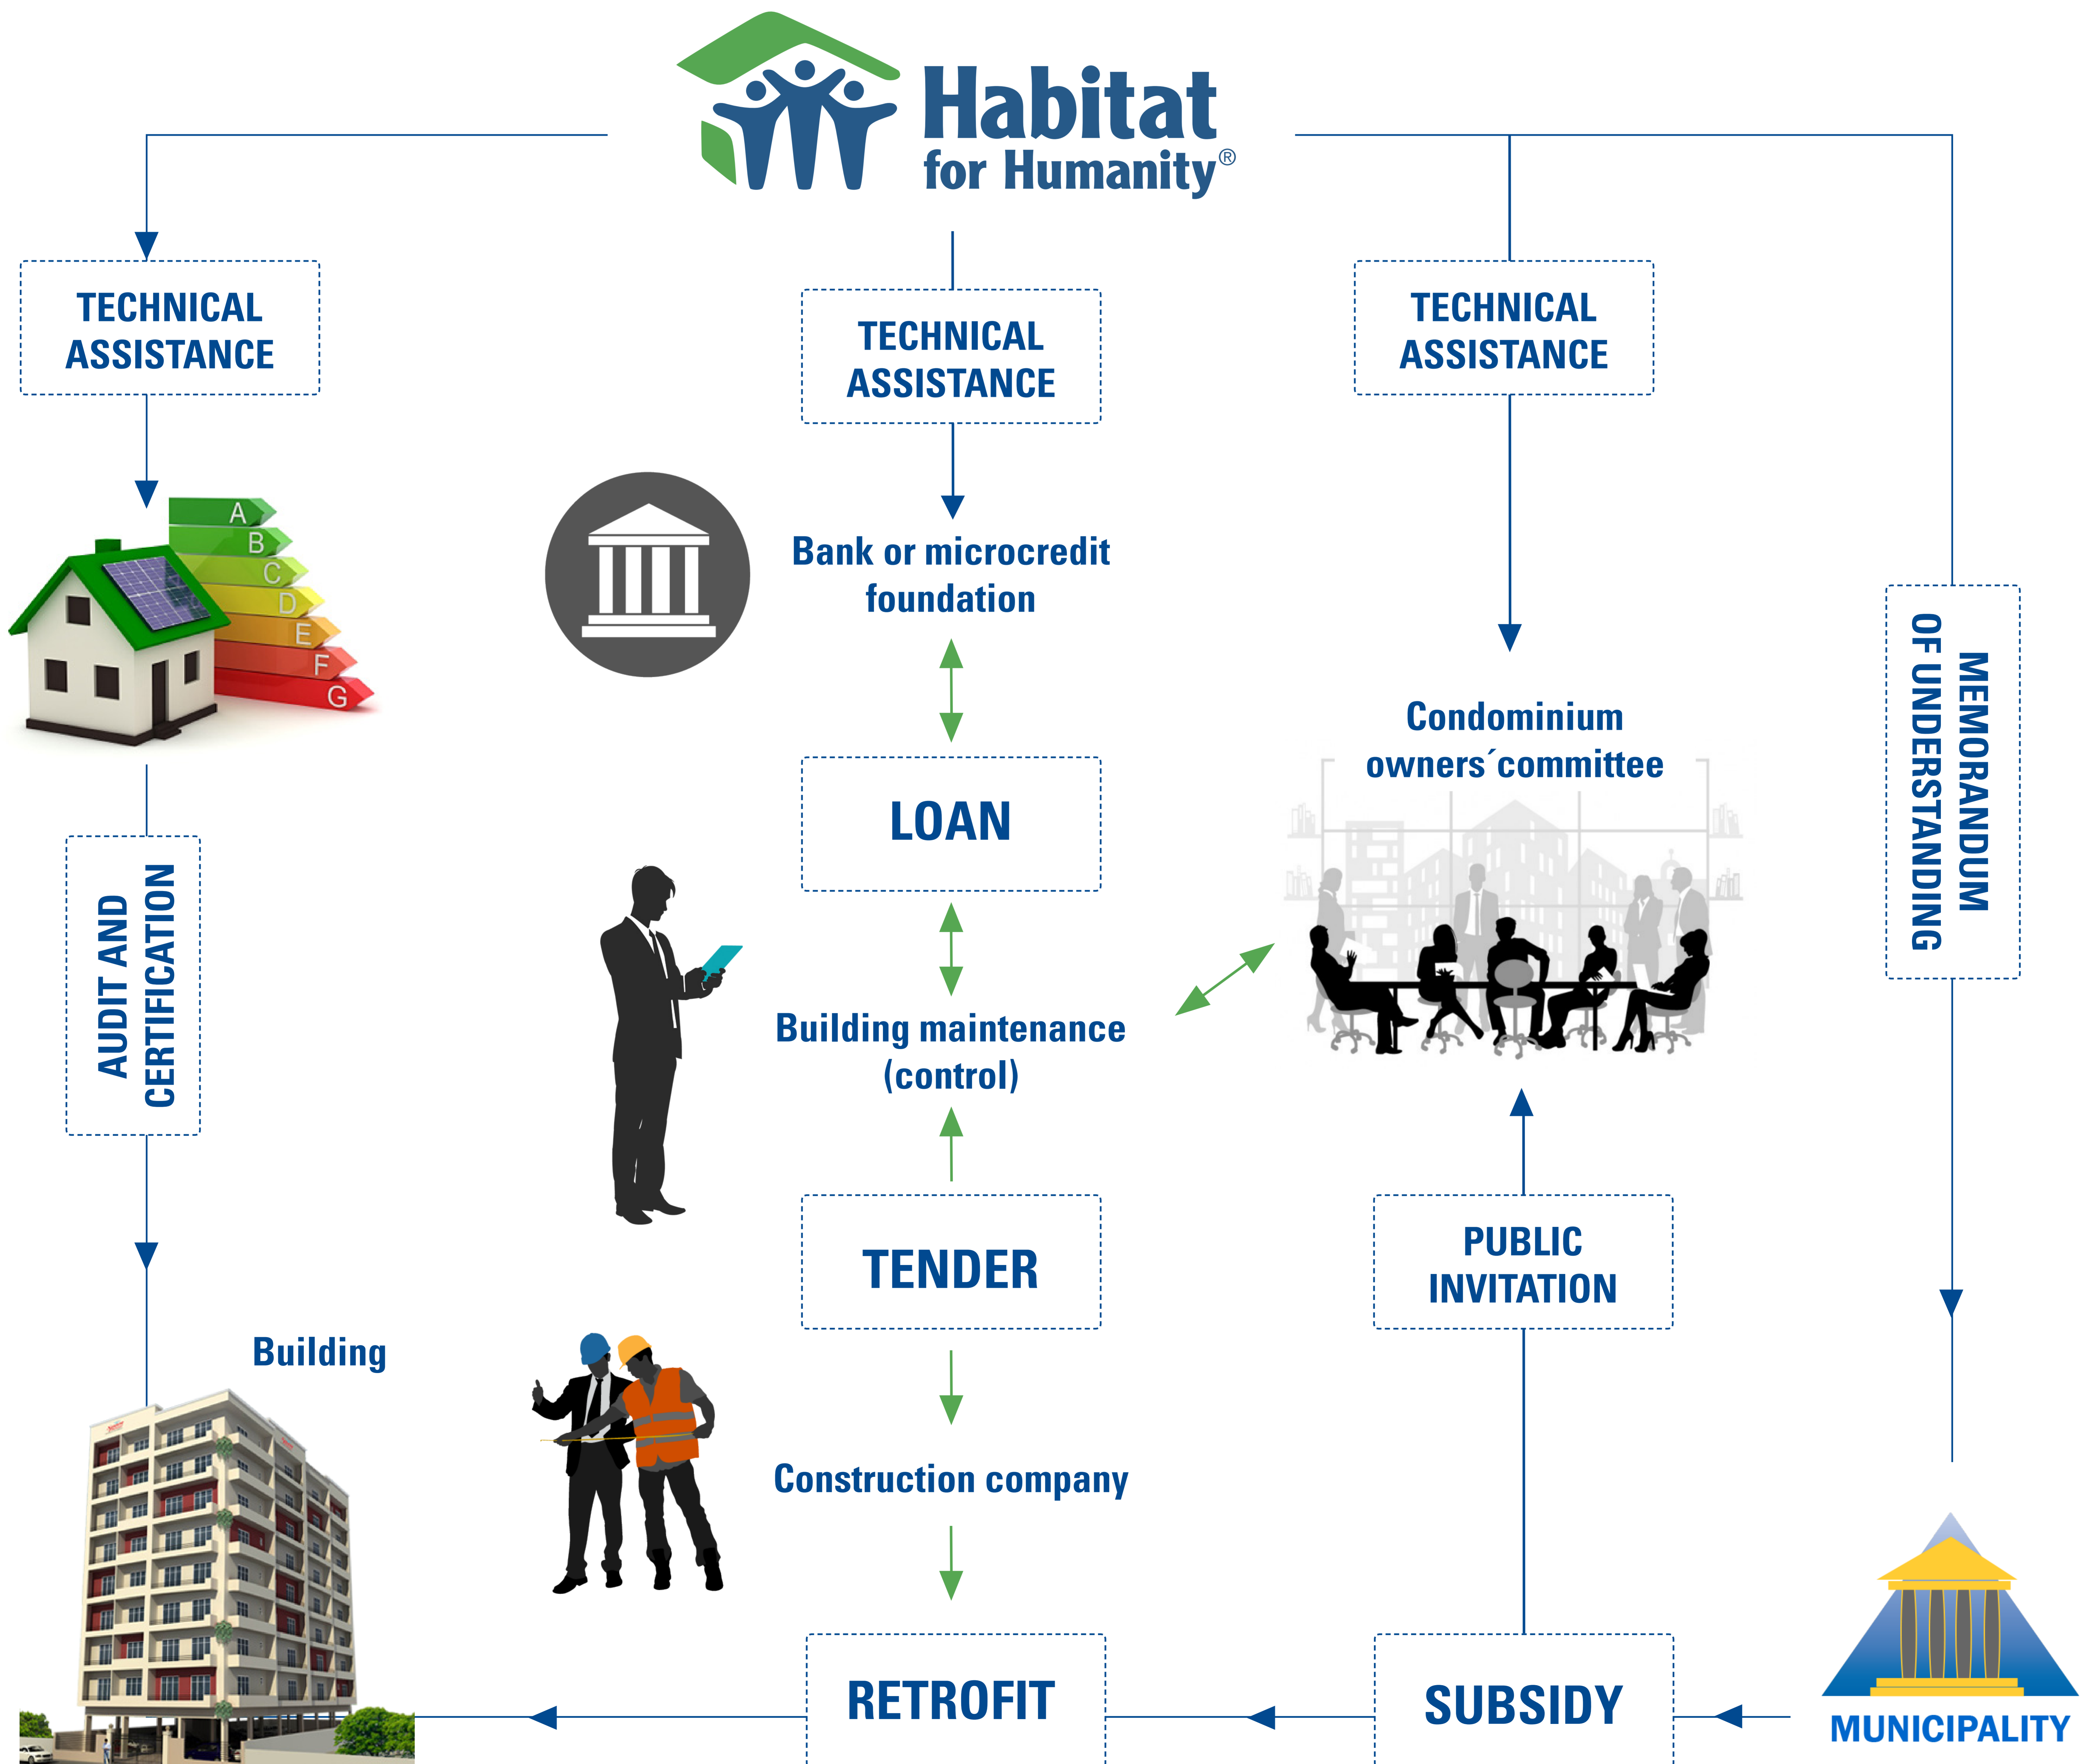 Habitat
for Humanity®
TECHNICAL
ASSISTANCE
TECHNICAL
ASSISTANCE
TECHNICAL
ASSISTANCE
A
B
C
D
E
F
G
Bank or microcredit
foundation
MEMORANDUM
OF UNDERSTANDING
Condominium
owners´committee
LOAN
AUDIT AND
CERTIFICATION
Building maintenance
(control)
TENDER
PUBLIC
INVITATION
Building
Construction company
RETROFIT
SUBSIDY
MUNICIPALITY